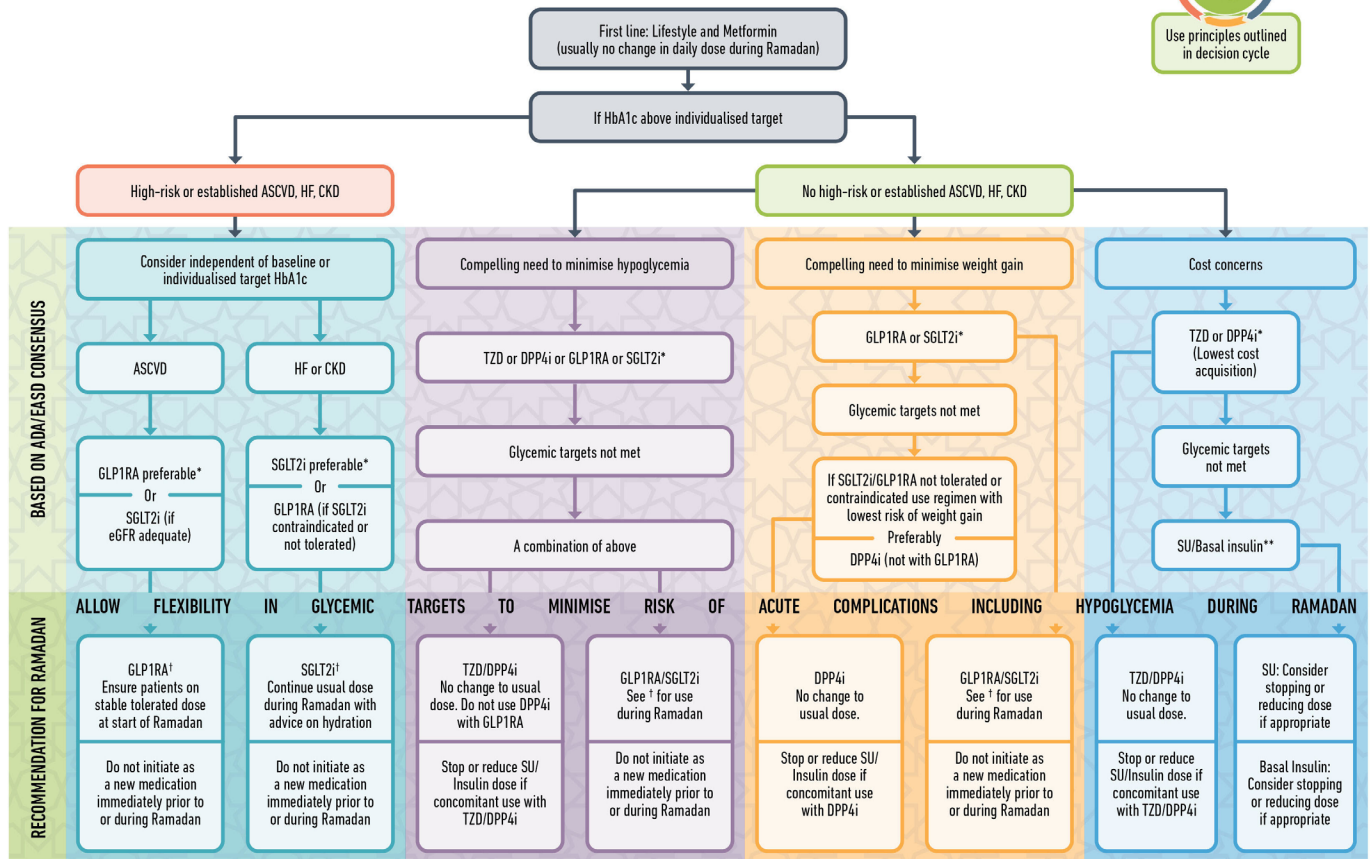 Use principles outlined
in decision cycle
First line: Lifestyle and Metformin
(usually no change in daily dose during Ramadan)
If HbA1c above individualised target
High-risk or established ASCVD, HF, CKD
No high-risk or established ASCVD, HF, CKD
BASED ON ADA/EASD CONSENSUS
Consider independent of baseline or
individualised target HbA1c
ASCVD
HF or CKD
GLP1RA preferable*
Or
SGLT2i (if
eGFR adequate)
SGLT2i preferable*
Or
GLP1RA (if SGLT2i
contraindicated or
not tolerated)
Compelling need to minimise hypoglycemia
TZD or DPP4i or GLP1RA or SGLT2i*
Glycemic targets not met
A combination of above
Compelling need to minimise weight gain
GLP1RA or SGLT2i*
Glycemic targets not met
If SGLT2i/GLP1RA not tolerated or
contraindicated use regimen with
lowest risk of weight gain
Preferably
DPP4i (not with GLP1RA)
Cost concerns
TZD or DPP4i*
(Lowest cost
acquisition)
Glycemic targets
not met
SU/Basal insulin**
RECOMMENDATION FOR RAMADAN
ALLOW FLEXIBILITY IN GLYCEMIC TARGETS TO MINIMISE RISK OF ACUTE COMPLICATIONS INCLUDING HYPOGLYCEMIA DURING RAMADAN
GLP1RA†
Ensure patients on
stable tolerated dose
at start of Ramadan
Do not initiate as
a new medication
immediately prior to
or during Ramadan
SGLT2i†
Continue usual dose
during Ramadan with
advice on hydration
Do not initiate as
a new medication
immediately prior to
or during Ramadan
TZD/DPP4i
No change to usual
dose. Do not use DPP4i
with GLP1RA
Stop or reduce SU/
Insulin dose if
concomitant use with
TZD/DPP4i
GLP1RA/SGLT2i
See † for use
during Ramadan
Do not initiate as
a new medication
immediately prior to
or during Ramadan
DPP4i
No change to
usual dose.
Stop or reduce SU/
Insulin dose if
concomitant use
with DPP4i
GLP1RA/SGLT2i
See † for use
during Ramadan
Do not initiate as
a new medication
immediately prior to
or during Ramadan
TZD/DPP4i
No change to
usual dose.
Stop or reduce
SU/Insulin dose if
concomitant use
with TZD/DPP4i
SU: Consider
stopping or
reducing dose
if appropriate
Basal Insulin:
Consider stopping
or reducing dose
if appropriate